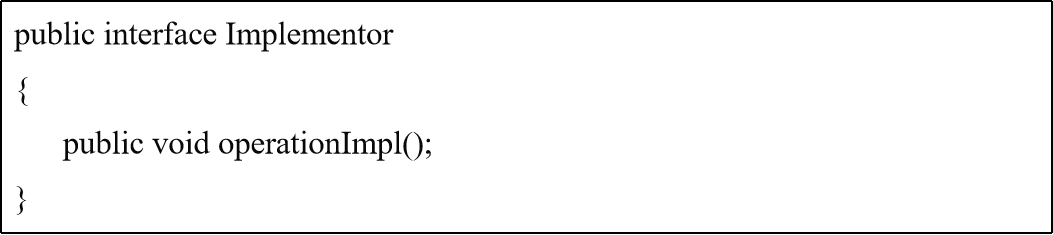 public interface Implementor
{
public void operationImpl();
}